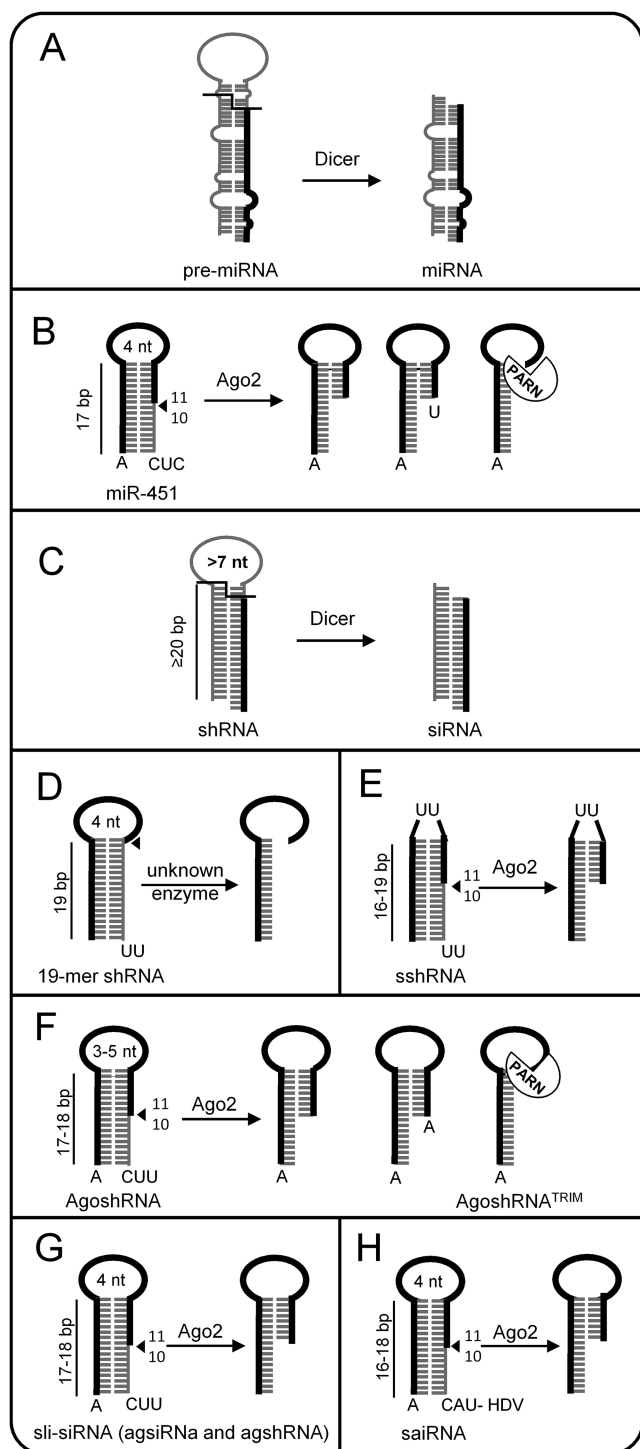 A
Dicer
pre-miRNA
miRNA
B
4 nt
17 bp
11
10
Ago2
A
CUC
miR-451
A
A
U
PARN
A
C
>7 nt
≥20 bp
Dicer
shRNA
siRNA
D
4 nt
19 bp
unknown
enzyme
UU
19-mer shRNA
E
UU
16-19 bp
11
10
Ago2
UU
UU
sshRNA
F
3-5 nt
17-18 bp
11
10
Ago2
A
CUU
AgoshRNA
A
A
A
PARN
A
AgoshRNATRIM
G
4 nt
17-18 bp
11
10
Ago2
A
CUU
sli-siRNA (agsiRNa and agshRNA)
H
4 nt
16-18 bp
11
10
Ago2
A
CAU- HDV
saiRNA